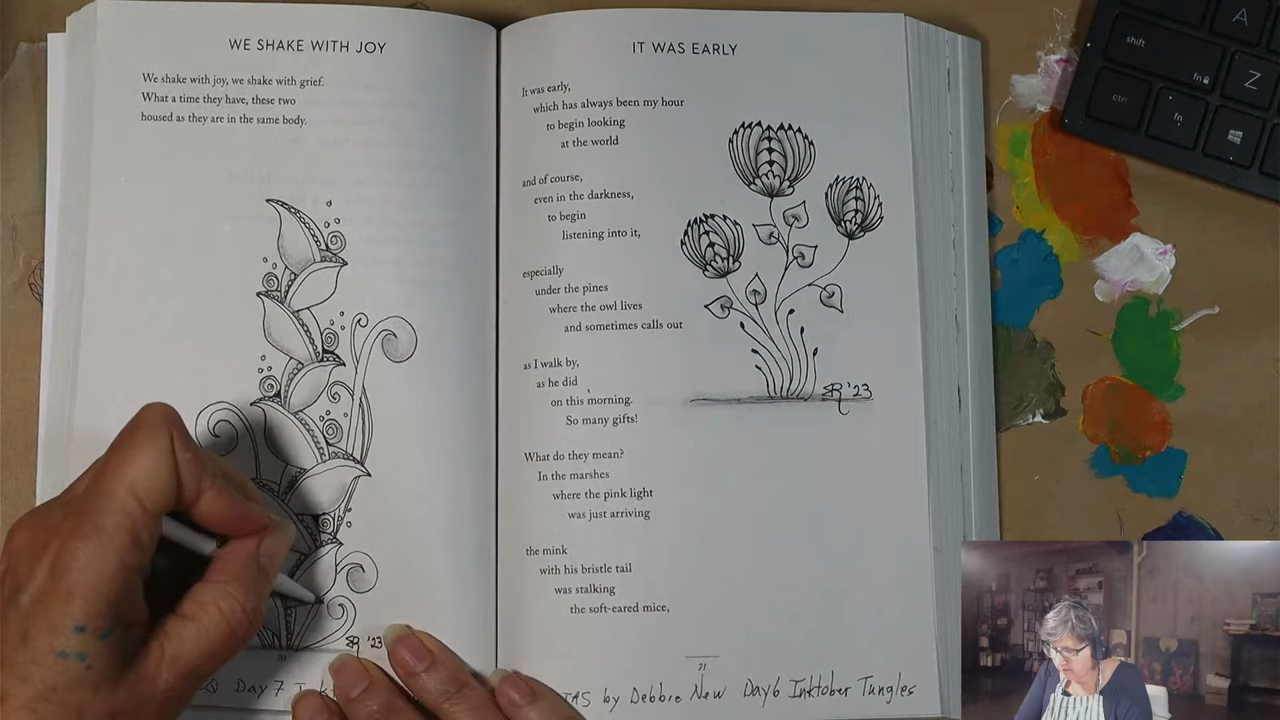 WE SHAKE WITH JOY
We shake with joy, we shake with grief.
What a time they have, these two
housed as they are in the same body.
SR '23
20
Day 7
IT WAS EARLY
It was early,
which has always been my hour
to begin looking
at the world
and of course,
even in the darkness,
to begin
listening into it,
especially
under the pines
where the owl lives
and sometimes calls out
as I walk by,
as he did
on this morning.
So many gifts!
What do they mean?
In the marshes
where the pink light
was just arriving
the mink
with his bristle tail
was stalking
the soft-eared mice,
SR '23
21
by Debbie New Day 6 Inktober Tangles
shift
fn
ctrl
fn
A
Z